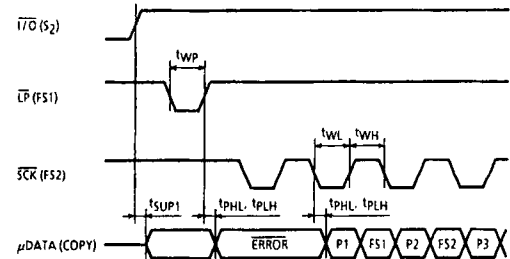 I/O (S2)
tWP
LP (FS1)
tWL tWH
SCK (FS2)
tSUP1 tPHL, tPLH tPHL, tPLH
μDATA (COPY) ERROR P1 FS1 P2 FS2 P3